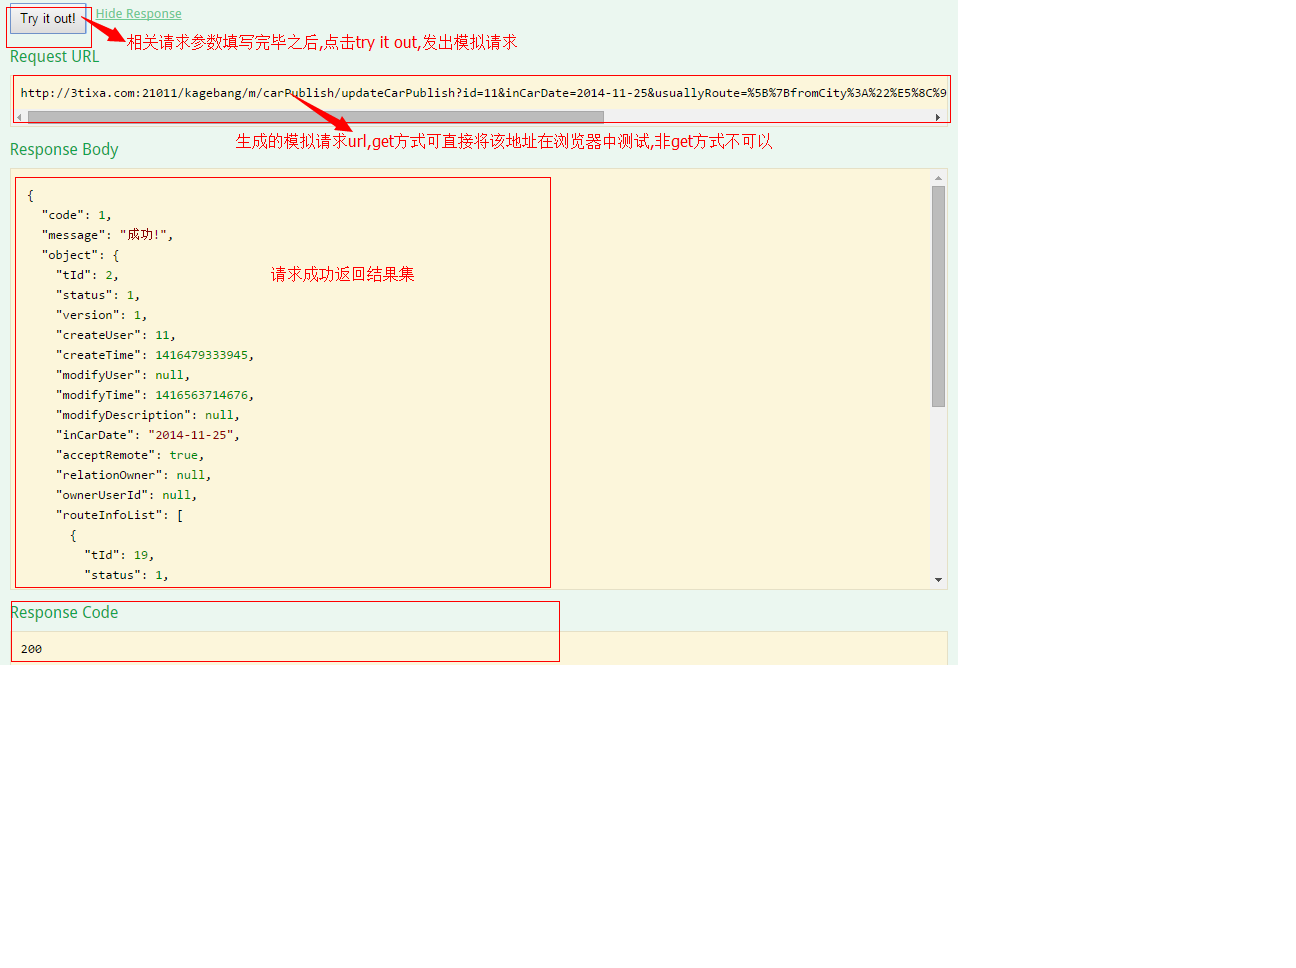 Try it out!
Hide Response
相关请求参数填写完毕之后,点击try it out,发出模拟请求
Request URL
http://3tixa.com:21011/kagebang/m/carPublish/updateCarPublish?id=11&inCarDate=2014-11-25&usuallyRoute=%5B%7BfromCity%3A%22%E5%8C%9
生成的模拟请求url,get方式可直接将该地址在浏览器中测试,非get方式不可以
Response Body
{
"code": 1,
"message": "成功!",
"object": {
"tId": 2,
请求成功返回结果集
"status": 1,
"version": 1,
"createUser": 11,
"createTime": 1416479333945,
"modifyUser": null,
"modifyTime": 1416563714676,
"modifyDescription": null,
"inCarDate": "2014-11-25",
"acceptRemote": true,
"relationOwner": null,
"ownerUserId": null,
"routeInfoList": [
{
"tId": 19,
"status": 1,
Response Code
200